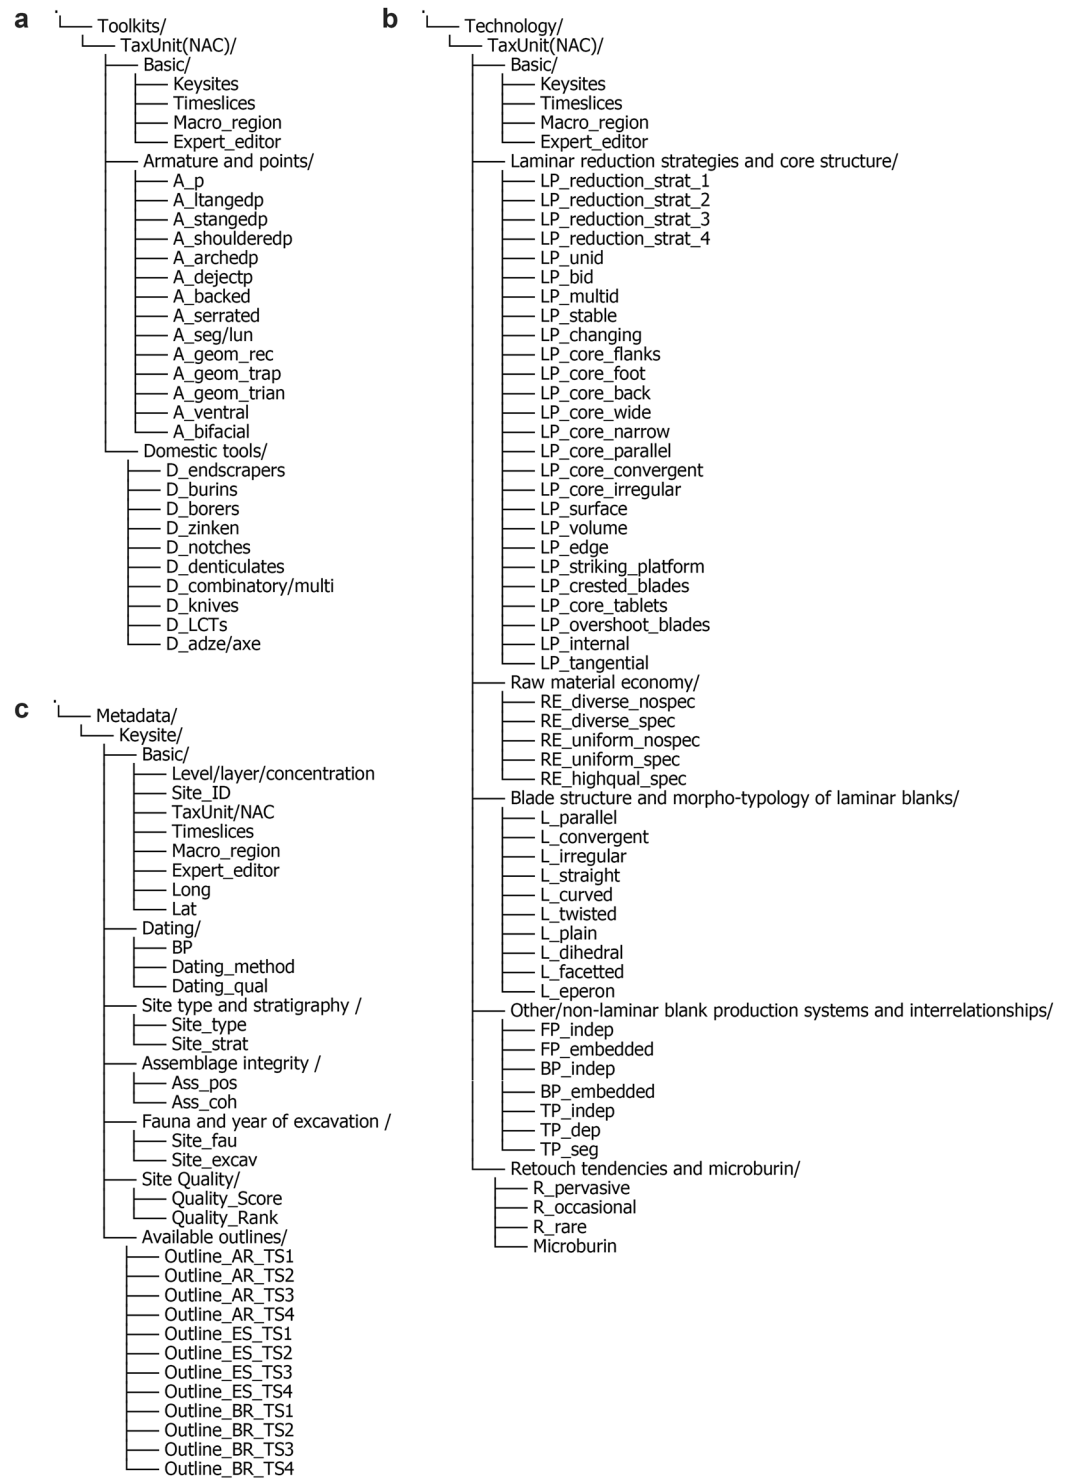 a
Toolkits/
TaxUnit(NAC)/
Basic/
Keysites
Timeslices
Macro_region
Expert_editor
Armature and points/
A_p
A_ltangedp
A_stangedp
A_shoulderedp
A_archedp
A_dejectp
A_backed
A_serrated
A_seg/lun
A_geom_rec
A_geom_trap
A_geom_trian
A_ventral
A_bifacial
Domestic tools/
D_endscrapers
D_burins
D_borers
D_zinken
D_notches
D_denticulates
D_combinatory/multi
D_knives
D_LCTs
D_adze/axe
b
Technology/
TaxUnit(NAC)/
Basic/
Keysites
Timeslices
Macro_region
Expert_editor
Laminar reduction strategies and core structure/
LP_reduction_strat_1
LP_reduction_strat_2
LP_reduction_strat_3
LP_reduction_strat_4
LP_unid
LP_bid
LP_multid
LP_stable
LP_changing
LP_core_flanks
LP_core_foot
LP_core_back
LP_core_wide
LP_core_narrow
LP_core_parallel
LP_core_convergent
LP_core_irregular
LP_surface
LP_volume
LP_edge
LP_striking_platform
LP_crested_blades
LP_core_tablets
LP_overshoot_blades
LP_internal
LP_tangential
Raw material economy/
RE_diverse_nospec
RE_diverse_spec
RE_uniform_nospec
RE_uniform_spec
RE_highqual_spec
Blade structure and morpho-typology of laminar blanks/
L_parallel
L_convergent
L_irregular
L_straight
L_curved
L_twisted
L_plain
L_dihedral
L_facetted
L_eperon
Other/non-laminar blank production systems and interrelationships/
FP_indep
FP_embedded
BP_indep
BP_embedded
TP_indep
TP_dep
TP_seg
Retouch tendencies and microburin/
R_pervasive
R_occasional
R_rare
Microburin
c
Metadata/
Keysite/
Basic/
Level/layer/concentration
Site_ID
TaxUnit/NAC
Timeslices
Macro_region
Expert_editor
Long
Lat
Dating/
BP
Dating_method
Dating_qual
Site type and stratigraphy /
Site_type
Site_strat
Assemblage integrity /
Ass_pos
Ass_coh
Fauna and year of excavation /
Site_fau
Site_excav
Site Quality/
Quality_Score
Quality_Rank
Available outlines/
Outline_AR_TS1
Outline_AR_TS2
Outline_AR_TS3
Outline_AR_TS4
Outline_ES_TS1
Outline_ES_TS2
Outline_ES_TS3
Outline_ES_TS4
Outline_BR_TS1
Outline_BR_TS2
Outline_BR_TS3
Outline_BR_TS4